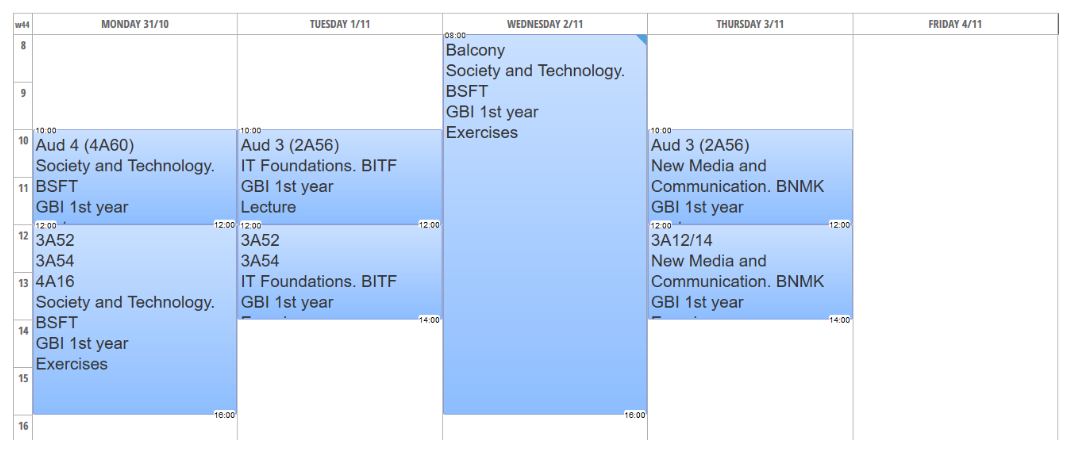 w44 MONDAY 31/10 TUESDAY 1/11 WEDNESDAY 2/11 THURSDAY 3/11 FRIDAY 4/11
8
9
10
11
12
13
14
15
16
10:00
Aud 4 (4A60)
Society and Technology.
BSFT
GBI 1st year
12:00
12:00
3A52
3A54
4A16
Society and Technology.
BSFT
GBI 1st year
Exercises
16:00
10:00
Aud 3 (2A56)
IT Foundations. BITF
GBI 1st year
Lecture
12:00
12:00
3A52
3A54
IT Foundations. BITF
GBI 1st year
14:00
08:00
Balcony
Society and Technology.
BSFT
GBI 1st year
Exercises
16:00
10:00
Aud 3 (2A56)
New Media and
Communication. BNMK
GBI 1st year
12:00
12:00
3A12/14
New Media and
Communication. BNMK
GBI 1st year
14:00